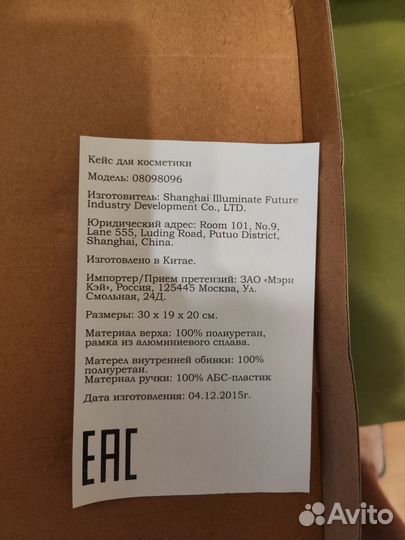 Кейс для косметики
Модель: 08098096
Изготовитель: Shanghai Illuminate Future
Industry Development Co., LTD.
Юридический адрес: Room 101, No.9,
Lane 555, Luding Road, Putuo District,
Shanghai, China.
Изготовлено в Китае.
Импортер/Прием претензий: ЗАО «Мэри
Кэй», Россия, 125445 Москва, Ул.
Смольная, 24Д.
Размеры: 30 х 19 х 20 см.
Материал верха: 100% полиуретан,
рамка из алюминиевого сплава.
Матерел внутренней обивки: 100%
полиуретан.
Материал ручки: 100% АБС-пластик
Дата изготовления: 04.12.2015г.
EAC
Avito